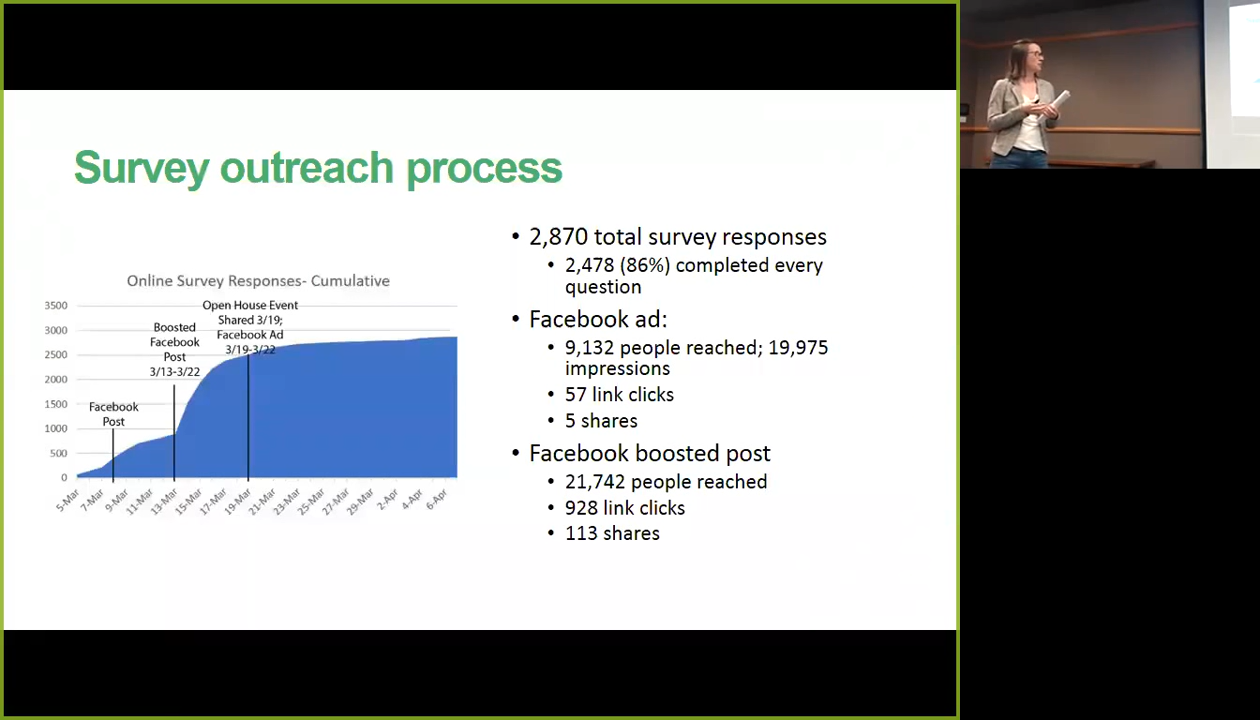 Survey outreach process
Online Survey Responses- Cumulative
3500
3000
2500
2000
1500
1000
500
0
Facebook
Post
Boosted
Facebook
Post
3/13-3/22
Open House Event
Shared 3/19;
Facebook Ad
3/19-3/22
5-Mar
7-Mar
9-Mar
11-Mar
13-Mar
15-Mar
17-Mar
19-Mar
21-Mar
23-Mar
25-Mar
27-Mar
29-Mar
2-Apr
4-Apr
6-Apr
• 2,870 total survey responses
• 2,478 (86%) completed every
question
• Facebook ad:
• 9,132 people reached; 19,975
impressions
• 57 link clicks
• 5 shares
• Facebook boosted post
• 21,742 people reached
• 928 link clicks
• 113 shares